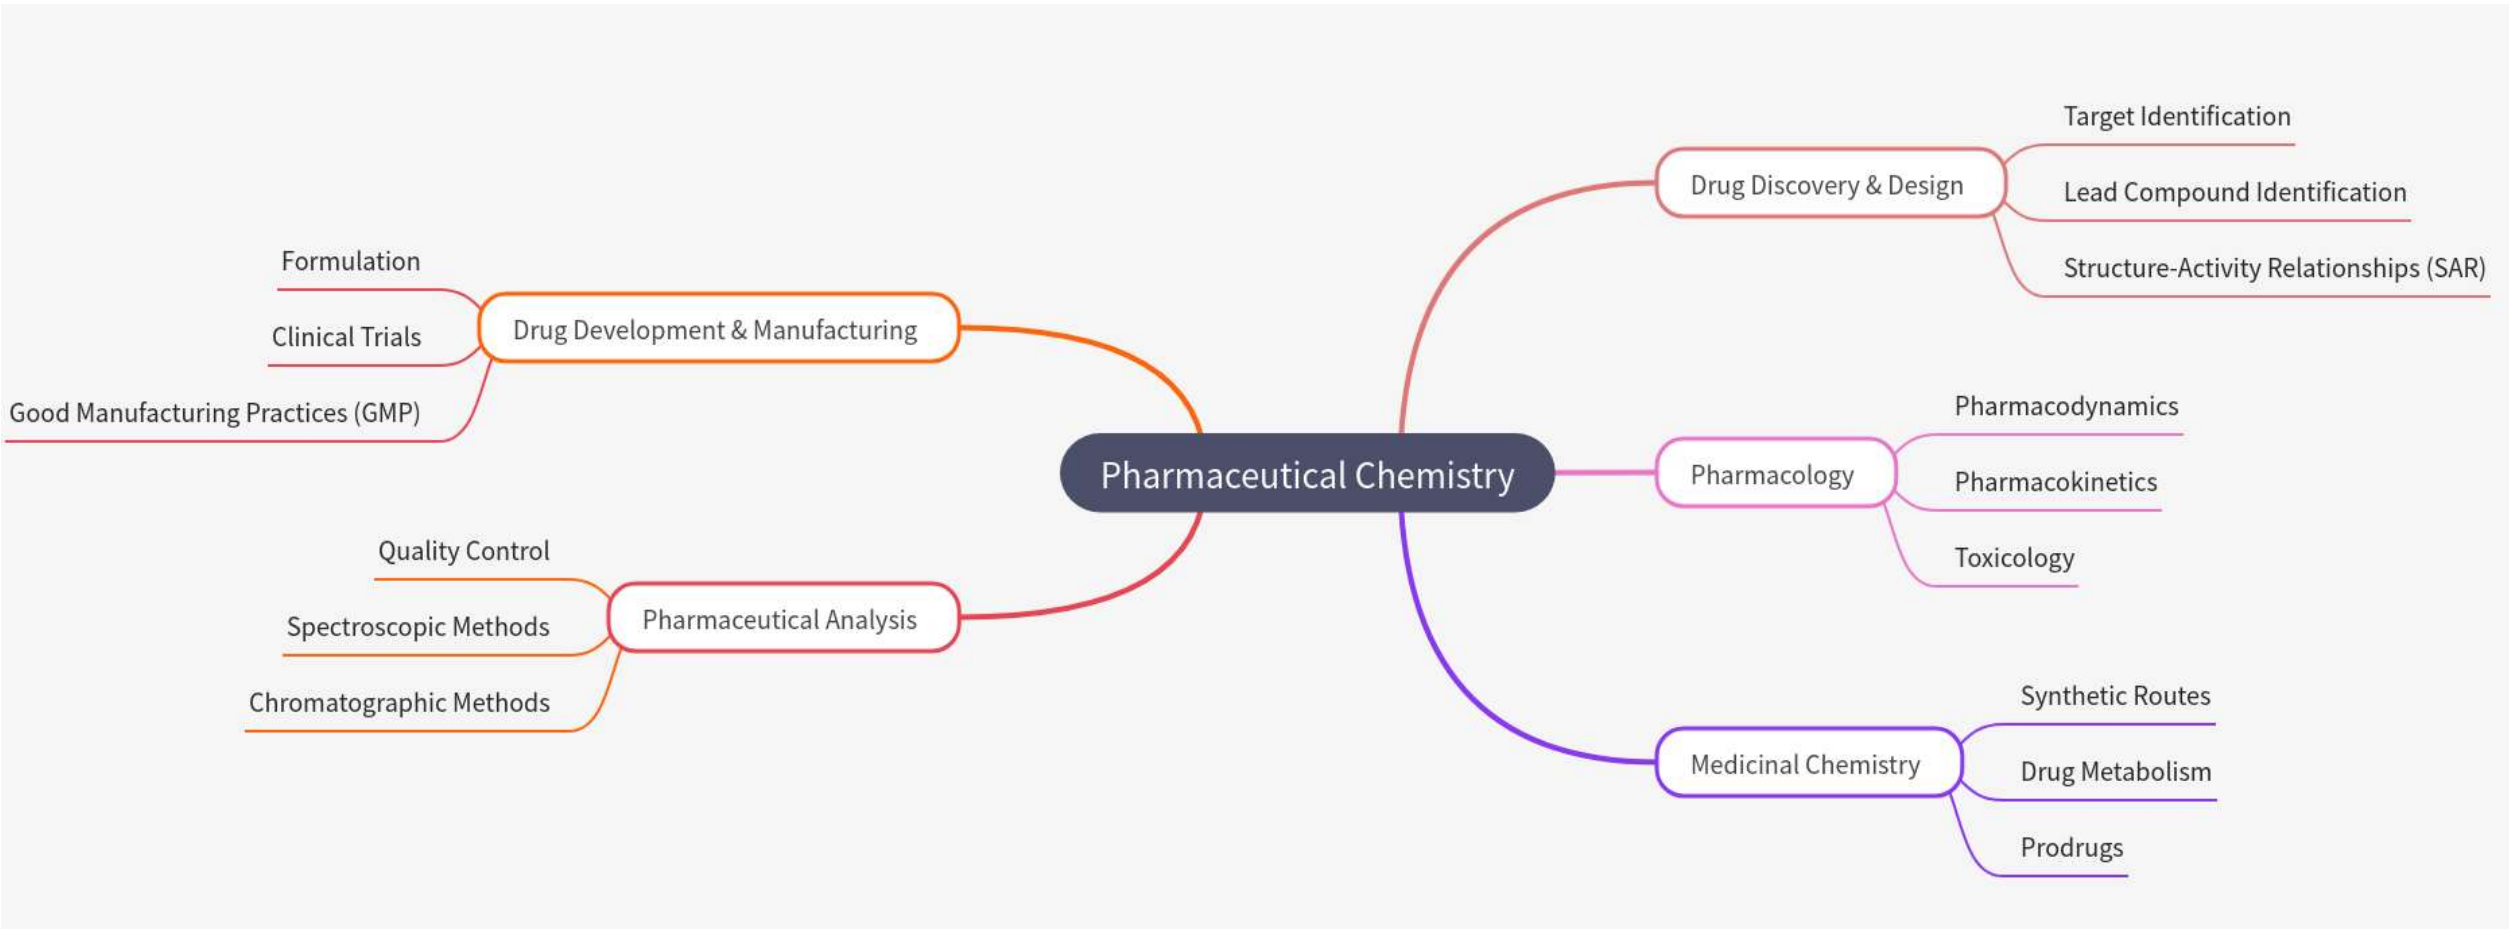 Pharmaceutical Chemistry
Drug Discovery & Design
Target Identification
Lead Compound Identification
Structure-Activity Relationships (SAR)
Pharmacology
Pharmacodynamics
Pharmacokinetics
Toxicology
Medicinal Chemistry
Synthetic Routes
Drug Metabolism
Prodrugs
Drug Development & Manufacturing
Formulation
Clinical Trials
Good Manufacturing Practices (GMP)
Pharmaceutical Analysis
Quality Control
Spectroscopic Methods
Chromatographic Methods